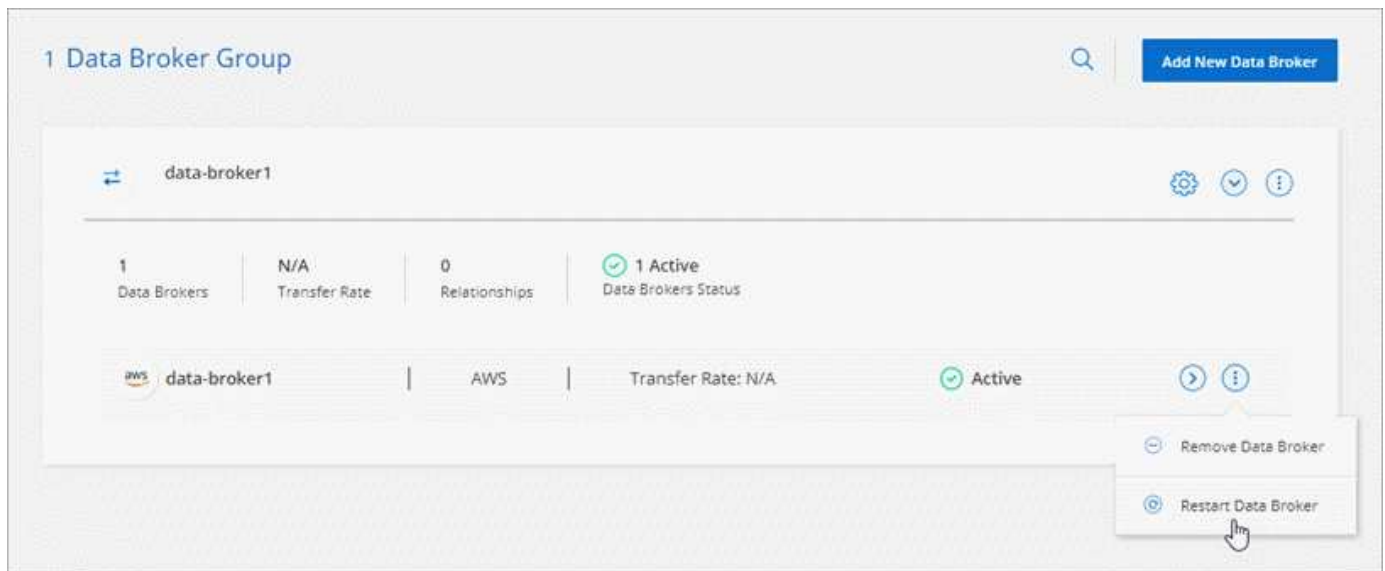 1 Data Broker Group
Add New Data Broker
data-broker1
1
Data Brokers
N/A
Transfer Rate
0
Relationships
1 Active
Data Brokers Status
aws
data-broker1
AWS
Transfer Rate: N/A
Active
Remove Data Broker
Restart Data Broker